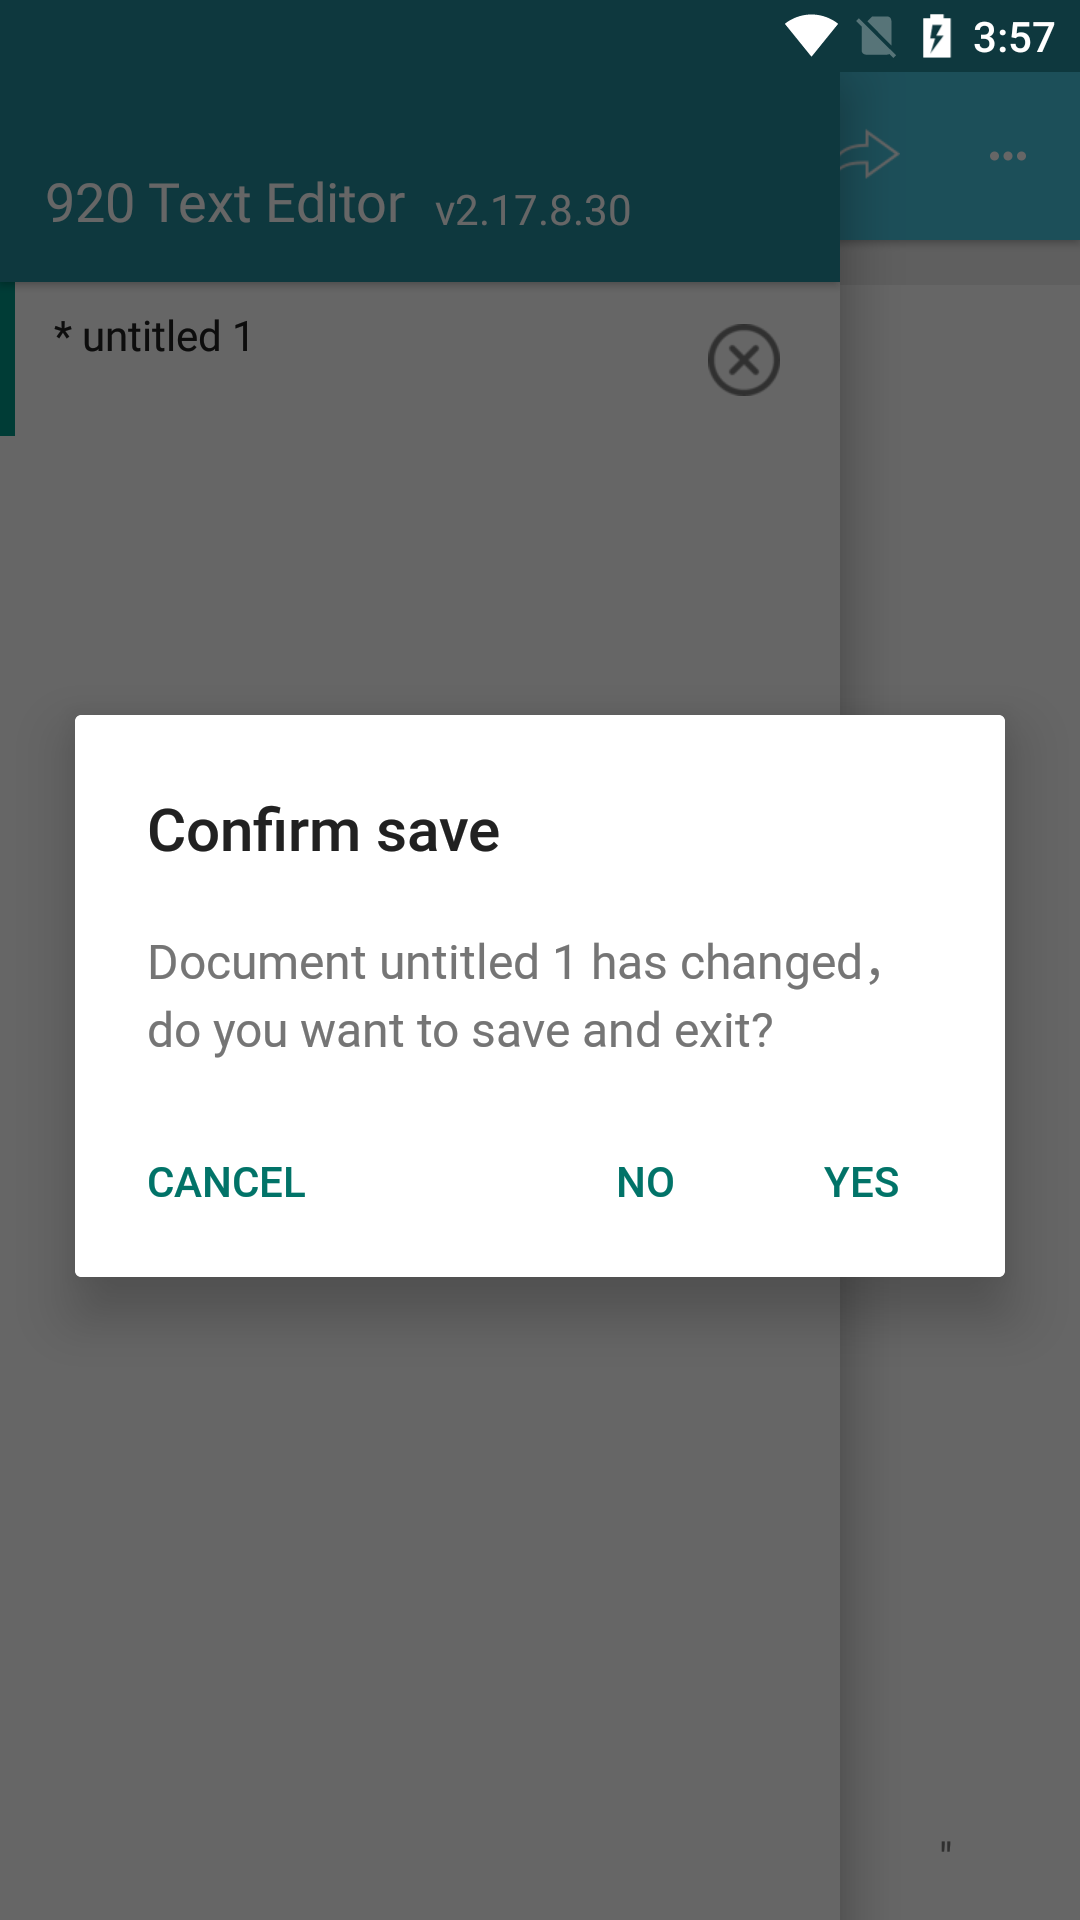 3:57
920 Text Editor v2.17.8.30
* untitled 1
Confirm save
Document untitled 1 has changed，
do you want to save and exit?
CANCEL NO YES
"